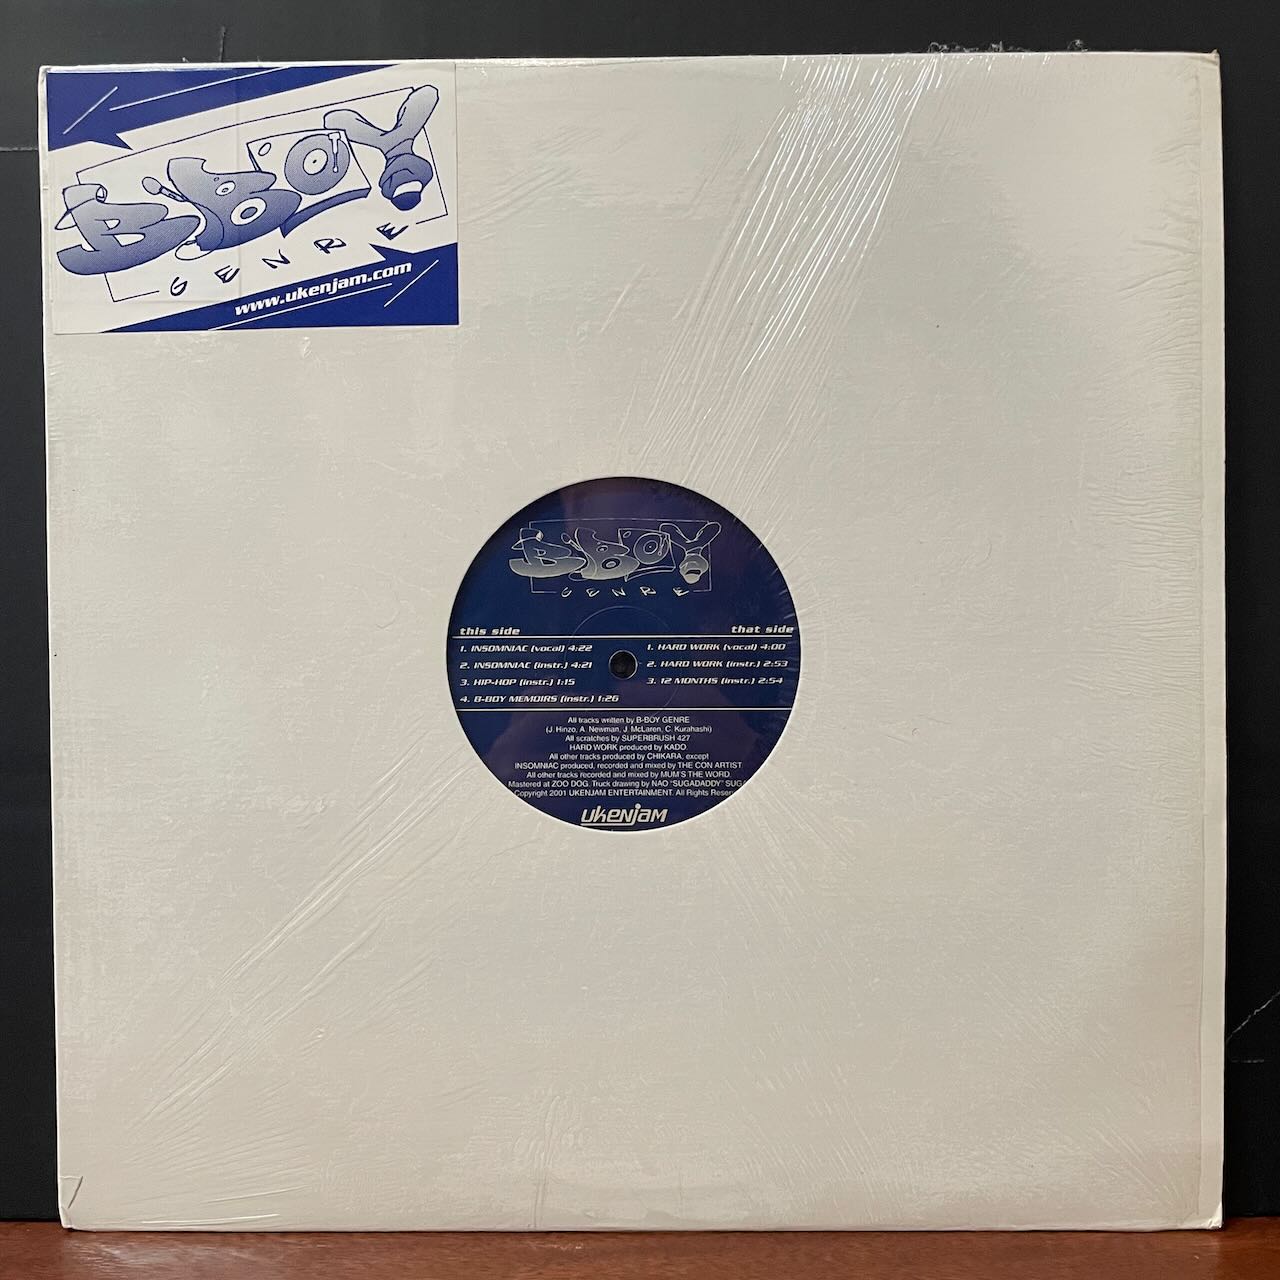 B-BOY
GENRE
www.ukenjam.com
B-BOY
GENRE
this side
1. INSOMNIAC (vocal) 4:22
2. INSOMNIAC (instr.) 4:21
3. HIP-HOP (instr.) 1:15
4. B-BOY MEMOIRS (instr.) 1:26
that side
1. HARD WORK (vocal) 4:00
2. HARD WORK (instr.) 2:53
3. 12 MONTHS (instr.) 2:54
All tracks written by B-BOY GENRE
(J. Hinzo, A. Newman, J. McLaren, C. Kurahashi)
All scratches by SUPERBRUSH 427
HARD WORK produced by KADO.
All other tracks produced by CHIKARA, except
INSOMNIAC produced, recorded and mixed by THE CON ARTIST
All other tracks recorded and mixed by MUM'S THE WORD.
Mastered at ZOO DOG. Truck drawing by NAO "SUGADADDY"
Copyright 2001 UKENJAM ENTERTAINMENT. All Rights
ukenjam